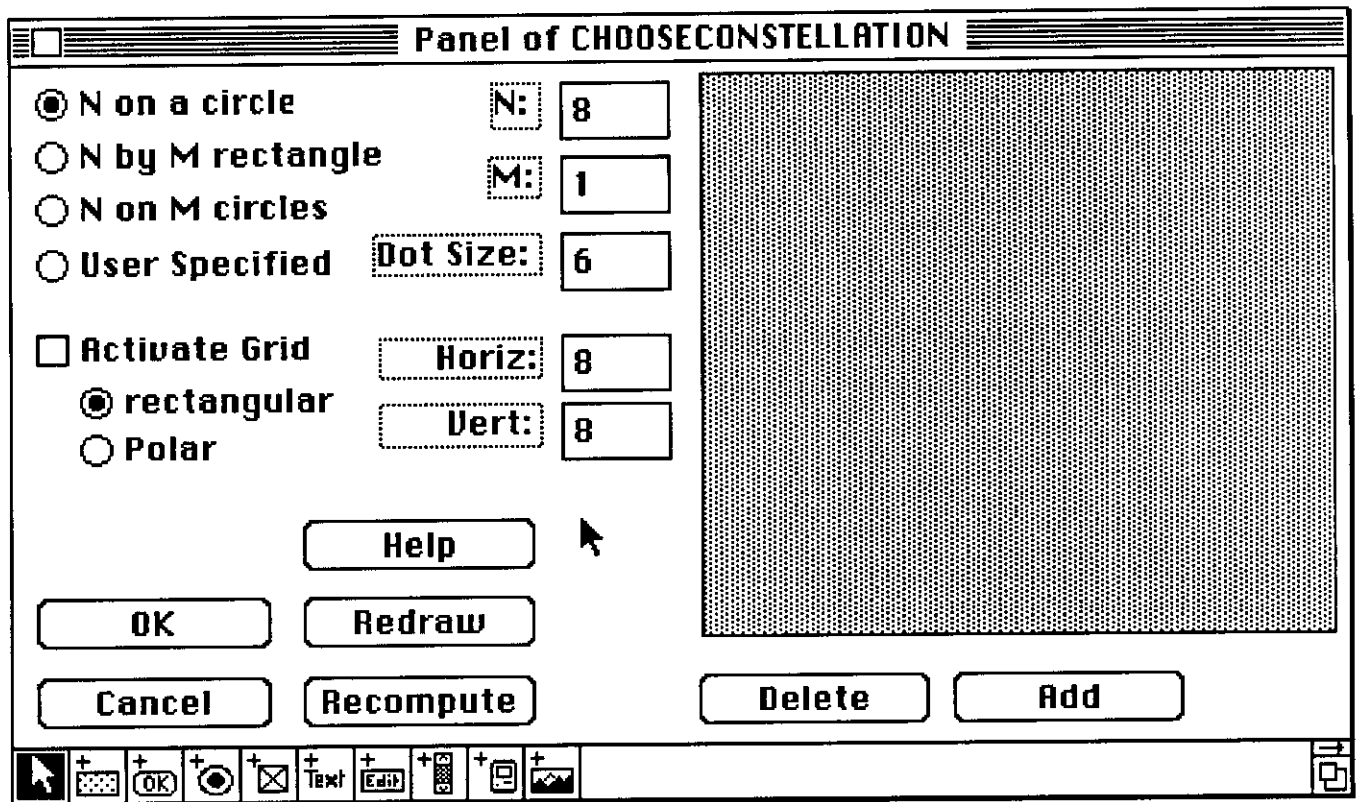 Panel of CHOOSECONSTELLATION
N on a circle
N: 8
N by M rectangle
M: 1
N on M circles
User Specified
Dot Size: 6
Activate Grid
Horiz: 8
rectangular
Vert: 8
Polar
Help
OK
Redraw
Cancel
Recompute
Delete
Add
OK
Text
Edit